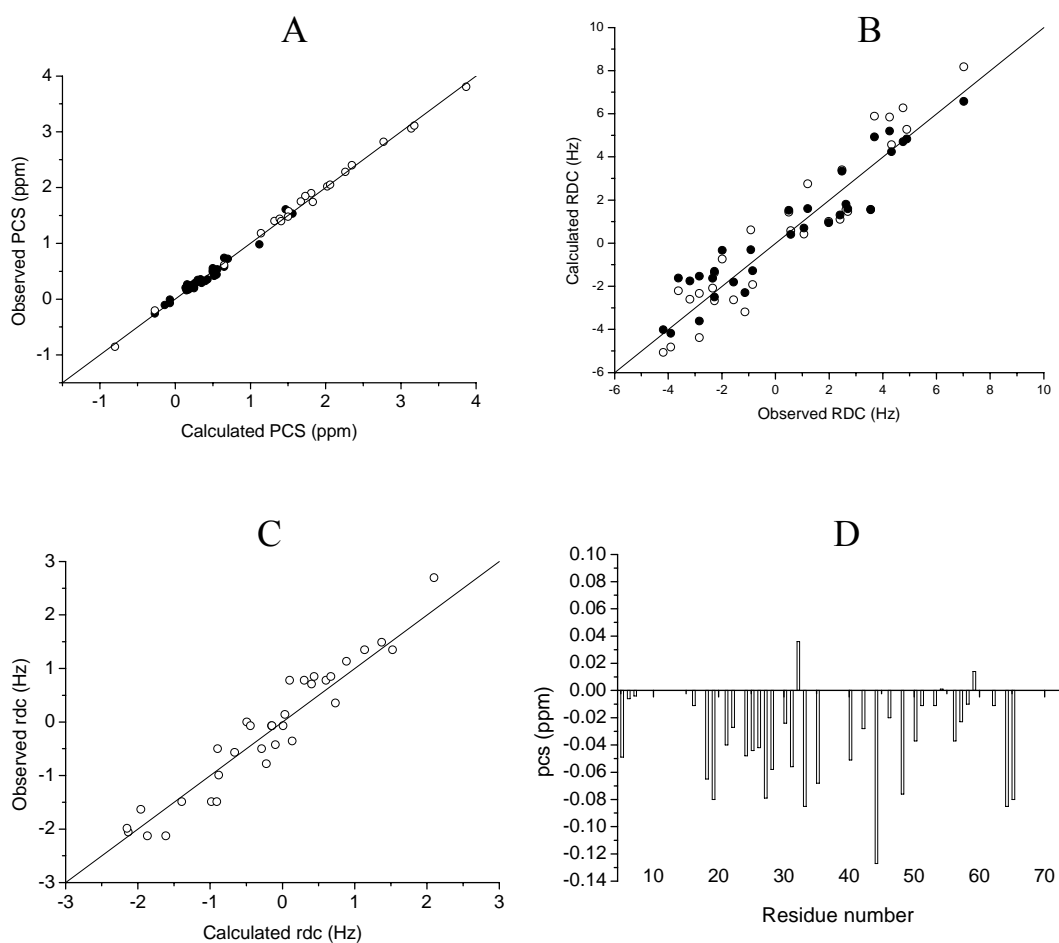 A
4
3
2
1
0
-1
Observed PCS (ppm)
-1 0 1 2 3 4
Calculated PCS (ppm)
B
10
8
6
4
2
0
-2
-4
-6
Calculated RDC (Hz)
-6 -4 -2 0 2 4 6 8 10
Observed RDC (Hz)
C
3
2
1
0
-1
-2
-3
Observed rdc (Hz)
-3 -2 -1 0 1 2 3
Calculated rdc (Hz)
D
0.10
0.08
0.06
0.04
0.02
0.00
-0.02
-0.04
-0.06
-0.08
-0.10
-0.12
-0.14
pcs (ppm)
10 20 30 40 50 60 70
Residue number